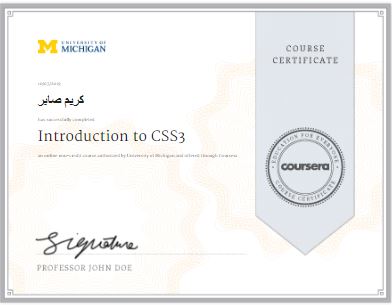 UNIVERSITY OF
MICHIGAN
كريم صابر
has successfully completed
Introduction to CSS3
an online non-credit course authorized by University of Michigan and offered through Coursera
Signature
PROFESSOR JOHN DOE
COURSE
CERTIFICATE
EDUCATION FOR EVERYONE
coursera
COURSE CERTIFICATE